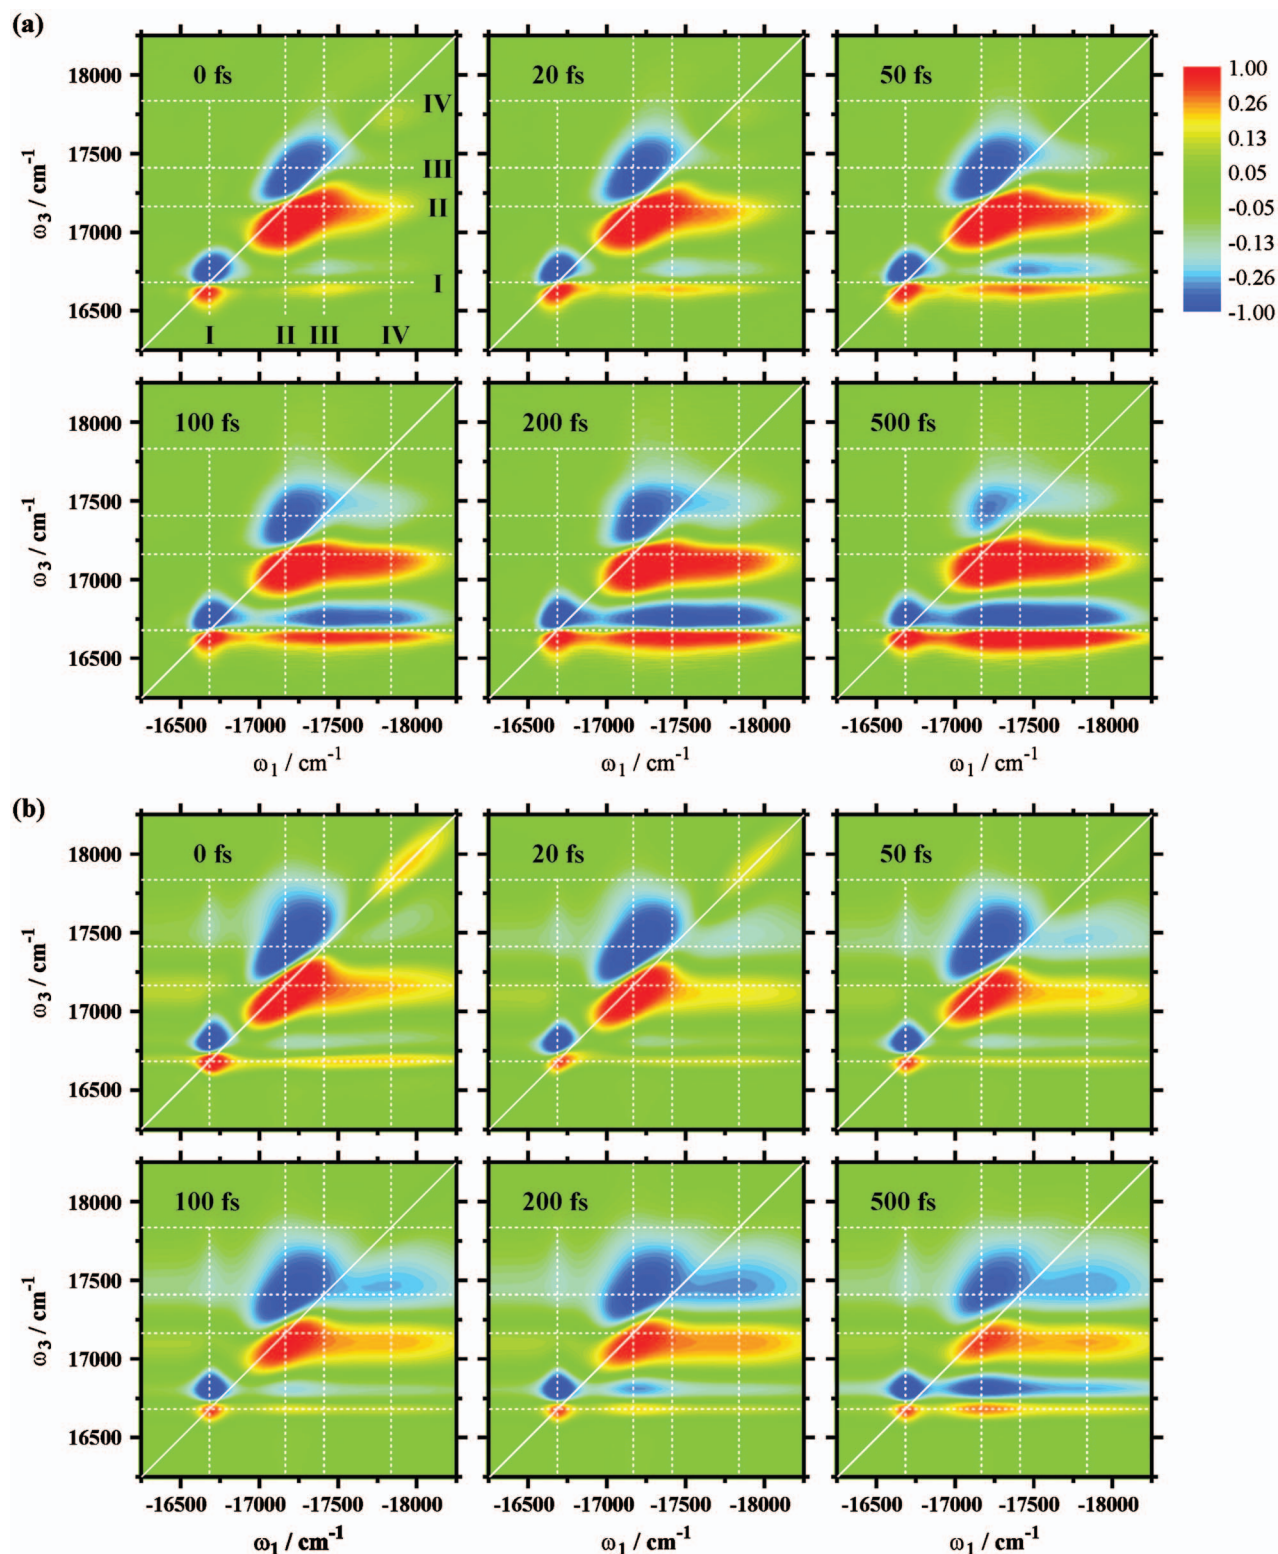 (a)
0 fs
20 fs
50 fs
18000
17500
17000
16500
ω3 / cm-1
IV
III
II
I
I II III IV
1.00
0.26
0.13
0.05
-0.05
-0.13
-0.26
-1.00
100 fs
200 fs
500 fs
18000
17500
17000
16500
ω3 / cm-1
-16500 -17000 -17500 -18000
-16500 -17000 -17500 -18000
-16500 -17000 -17500 -18000
ω1 / cm-1
ω1 / cm-1
ω1 / cm-1
(b)
0 fs
20 fs
50 fs
18000
17500
17000
16500
ω3 / cm-1
100 fs
200 fs
500 fs
18000
17500
17000
16500
ω3 / cm-1
-16500 -17000 -17500 -18000
-16500 -17000 -17500 -18000
-16500 -17000 -17500 -18000
ω1 / cm-1
ω1 / cm-1
ω1 / cm-1